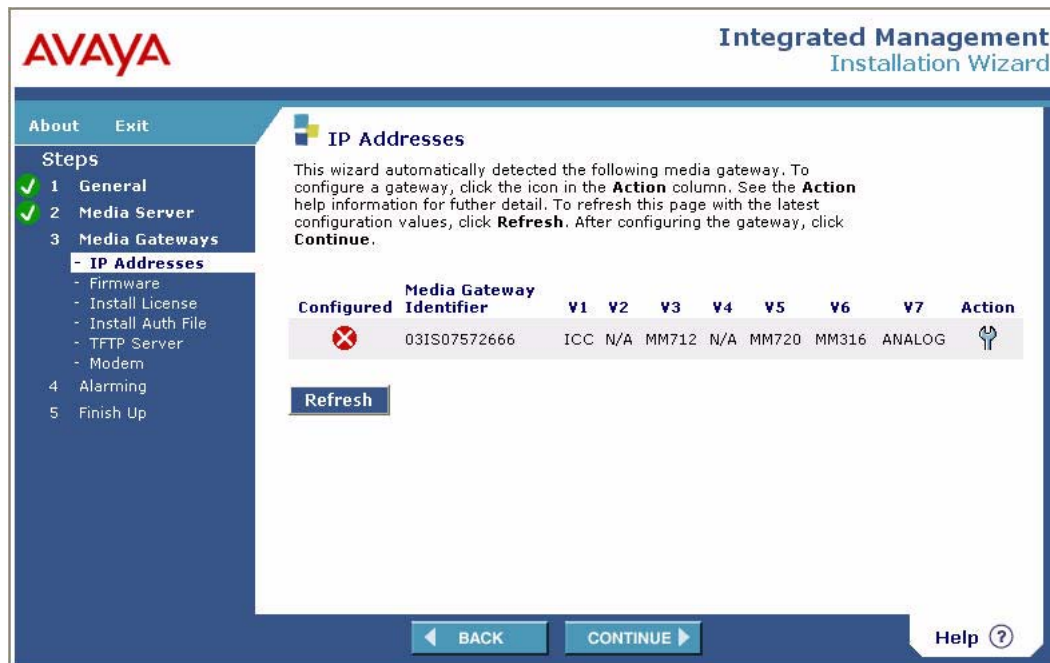 AVAYA
Integrated Management
Installation Wizard
About Exit
Steps
1 General
2 Media Server
3 Media Gateways
- IP Addresses
- Firmware
- Install License
- Install Auth File
- TFTP Server
- Modem
4 Alarming
5 Finish Up
IP Addresses
This wizard automatically detected the following media gateway. To
configure a gateway, click the icon in the Action column. See the Action
help information for futher detail. To refresh this page with the latest
configuration values, click Refresh. After configuring the gateway, click
Continue.
Configured Media Gateway Identifier V1 V2 V3 V4 V5 V6 V7 Action
03IS07572666 ICC N/A MM712 N/A MM720 MM316 ANALOG
Refresh
BACK CONTINUE Help ?